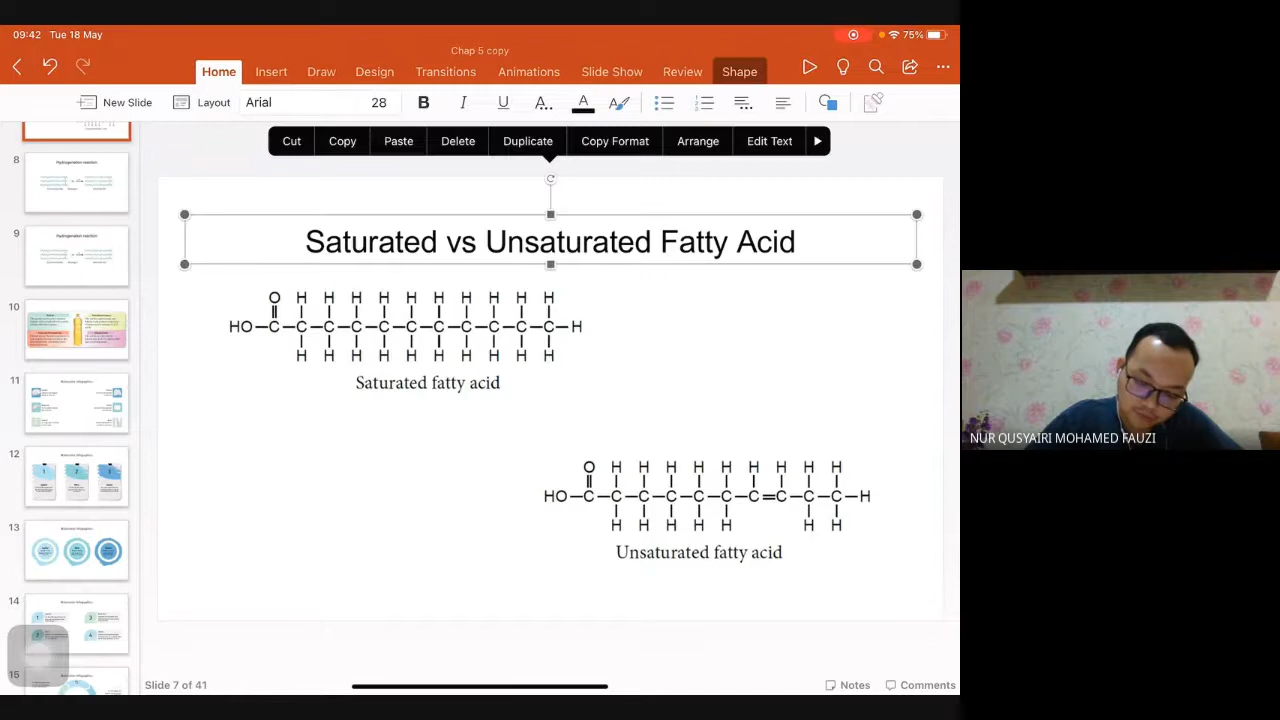 09:42 Tue 18 May
75%
Chap 5 copy
Home Insert Draw Design Transitions Animations Slide Show Review Shape
New Slide Layout Arial 28 B I U A.. A
Cut Copy Paste Delete Duplicate Copy Format Arrange Edit Text
Saturated vs Unsaturated Fatty Acid
O H H H H H H H H H H
HO C C C C C C C C C C C H
H H H H H H H H H H
Saturated fatty acid
O H H H H H H H H H
HO C C C C C C C C C C H
H H H H H H H
Unsaturated fatty acid
8
Hydrogenation reaction
9
Hydrogenation reaction
10
11
12
13
14
15
Slide 7 of 41
Notes Comments
NUR QUSYAIRI MOHAMED FAUZI